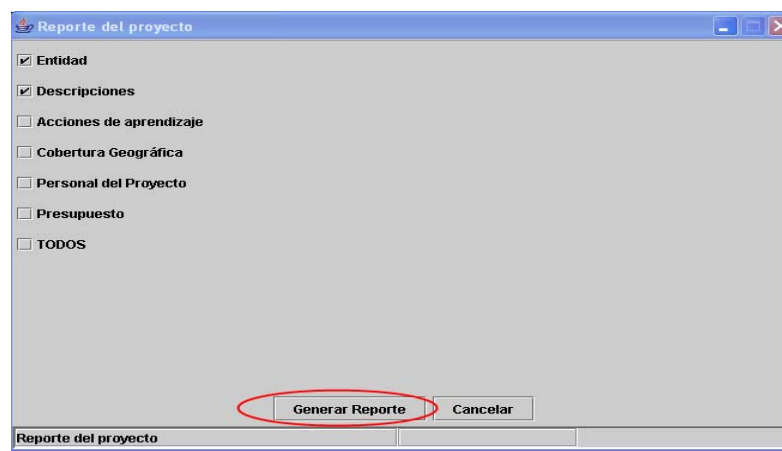 Reporte del proyecto
Entidad
Descripciones
Acciones de aprendizaje
Cobertura Geográfica
Personal del Proyecto
Presupuesto
TODOS
Generar Reporte Cancelar
Reporte del proyecto